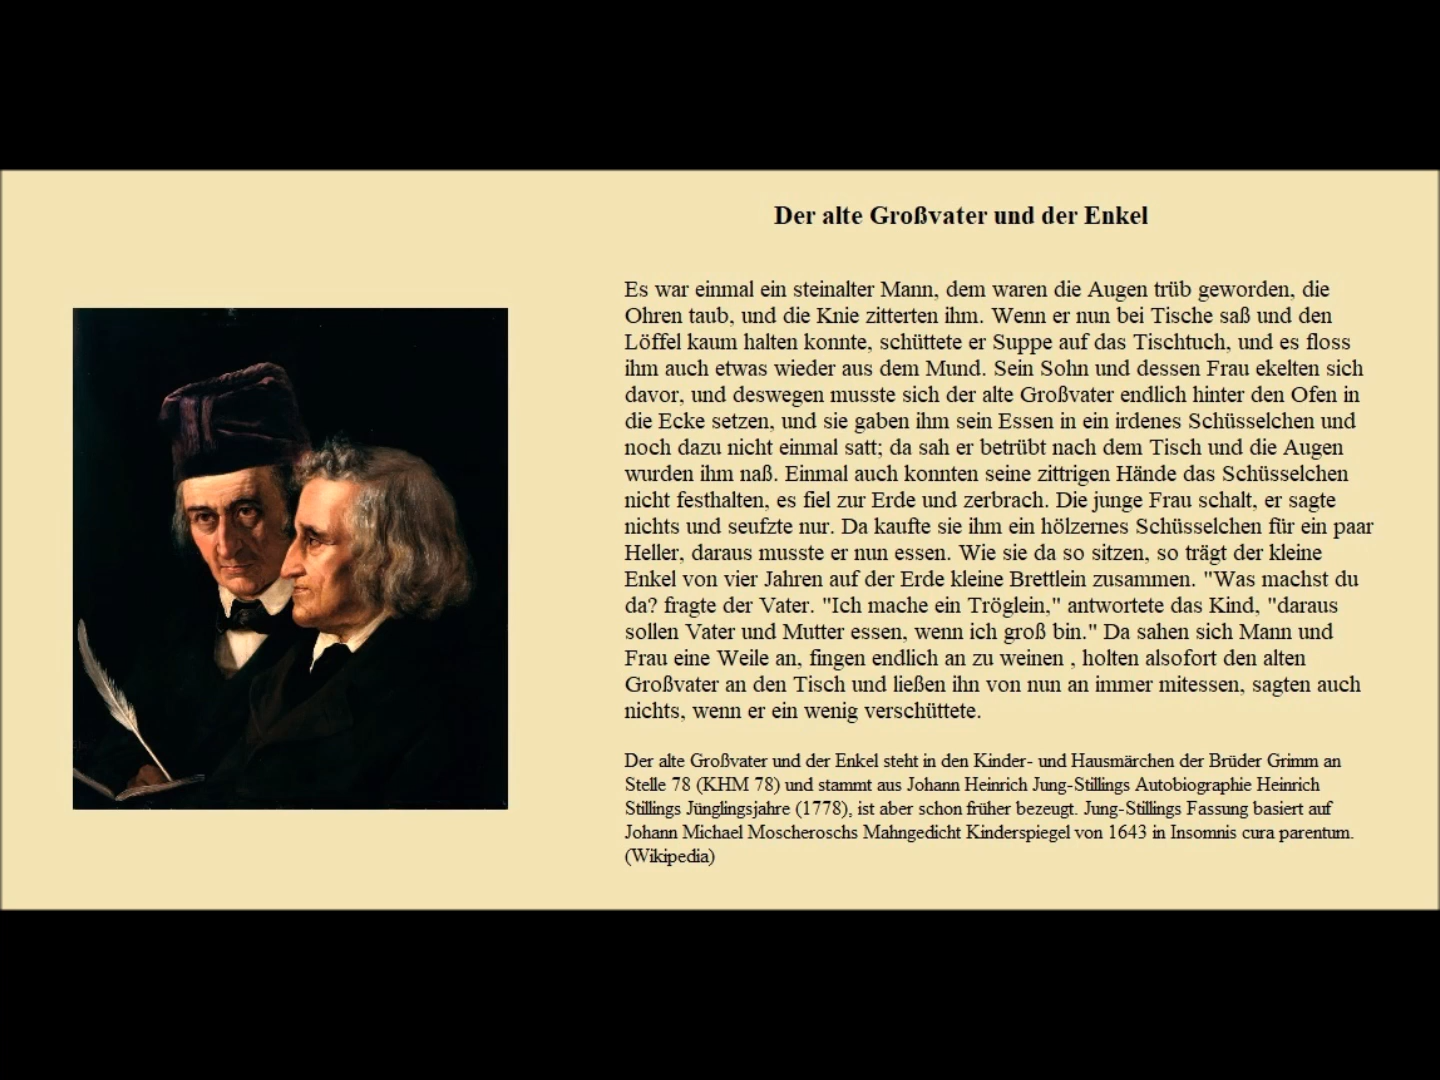 Der alte Großvater und der Enkel
Es war einmal ein steinalter Mann, dem waren die Augen trüb geworden, die
Ohren taub, und die Knie zitterten ihm. Wenn er nun bei Tische saß und den
Löffel kaum halten konnte, schüttete er Suppe auf das Tischtuch, und es floss
ihm auch etwas wieder aus dem Mund. Sein Sohn und dessen Frau ekelten sich
davor, und deswegen musste sich der alte Großvater endlich hinter den Ofen in
die Ecke setzen, und sie gaben ihm sein Essen in ein irdenes Schüsselchen und
noch dazu nicht einmal satt; da sah er betrübt nach dem Tisch und die Augen
wurden ihm naß. Einmal auch konnten seine zittrigen Hände das Schüsselchen
nicht festhalten, es fiel zur Erde und zerbrach. Die junge Frau schalt, er sagte
nichts und seufzte nur. Da kaufte sie ihm ein hölzernes Schüsselchen für ein paar
Heller, daraus musste er nun essen. Wie sie da so sitzen, so trägt der kleine
Enkel von vier Jahren auf der Erde kleine Brettlein zusammen. "Was machst du
da? fragte der Vater. "Ich mache ein Tröglein," antwortete das Kind, "daraus
sollen Vater und Mutter essen, wenn ich groß bin." Da sahen sich Mann und
Frau eine Weile an, fingen endlich an zu weinen , holten alsofort den alten
Großvater an den Tisch und ließen ihn von nun an immer mitessen, sagten auch
nichts, wenn er ein wenig verschüttete.
Der alte Großvater und der Enkel steht in den Kinder- und Hausmärchen der Brüder Grimm an
Stelle 78 (KHM 78) und stammt aus Johann Heinrich Jung-Stillings Autobiographie Heinrich
Stillings Jünglingsjahre (1778), ist aber schon früher bezeugt. Jung-Stillings Fassung basiert auf
Johann Michael Moscheroschs Mahngedicht Kinderspiegel von 1643 in Insomnis cura parentum.
(Wikipedia)